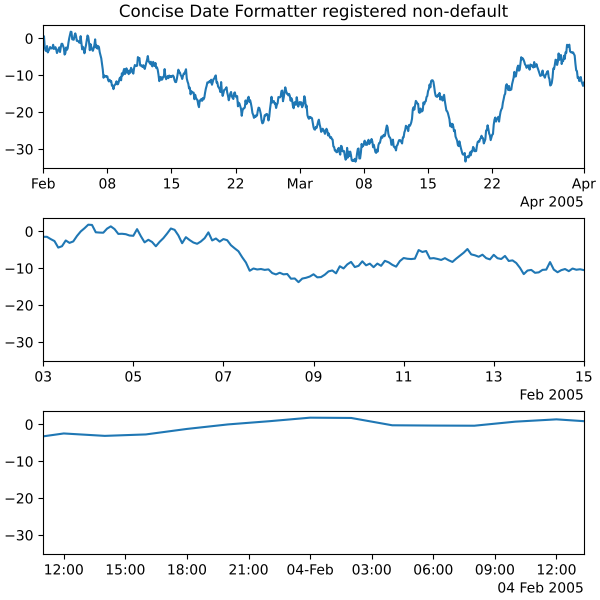 Concise Date Formatter registered non-default
0
−10
−20
−30
Feb 08 15 22 Mar 08 15 22 Apr
Apr 2005
0
−10
−20
−30
03 05 07 09 11 13 15
Feb 2005
0
−10
−20
−30
12:00 15:00 18:00 21:00 04-Feb 03:00 06:00 09:00 12:00
04 Feb 2005